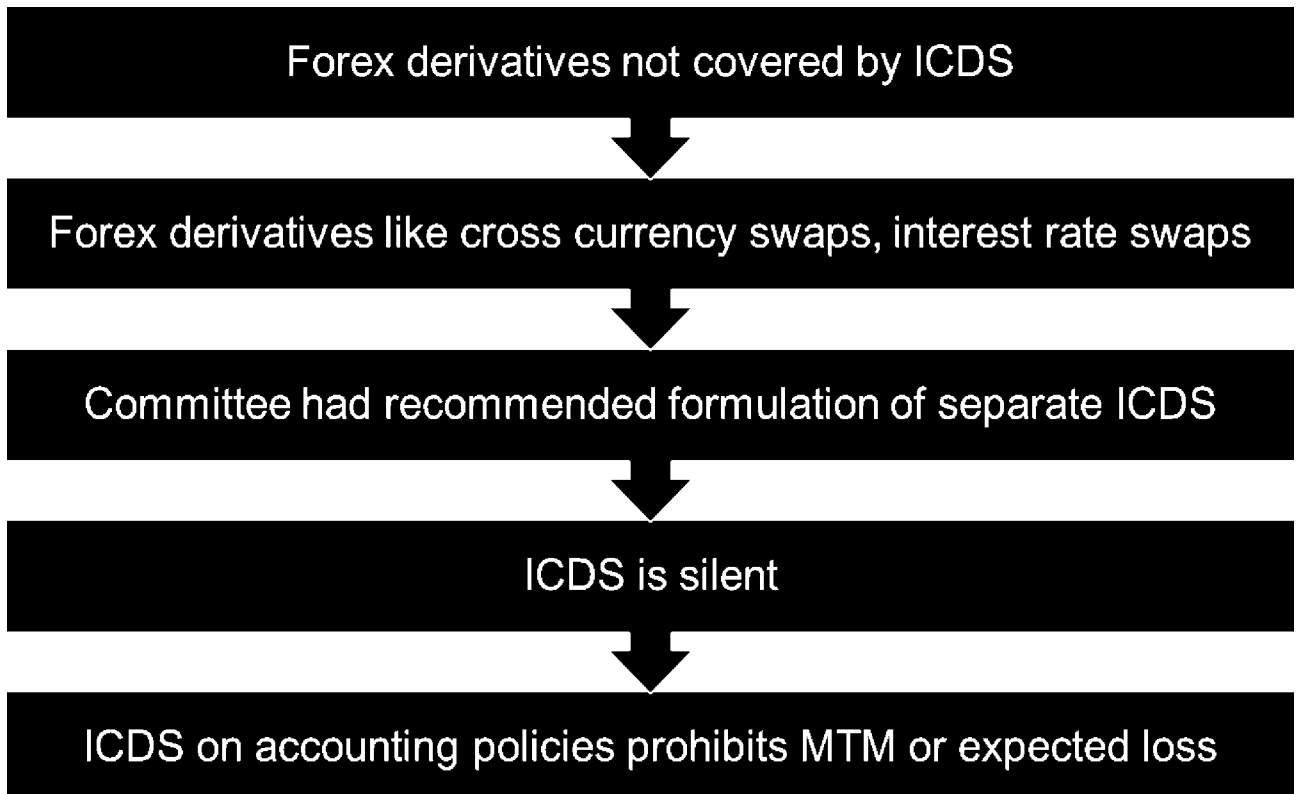 Forex derivatives not covered by ICDS
Forex derivatives like cross currency swaps, interest rate swaps
Committee had recommended formulation of separate ICDS
ICDS is silent
ICDS on accounting policies prohibits MTM or expected loss